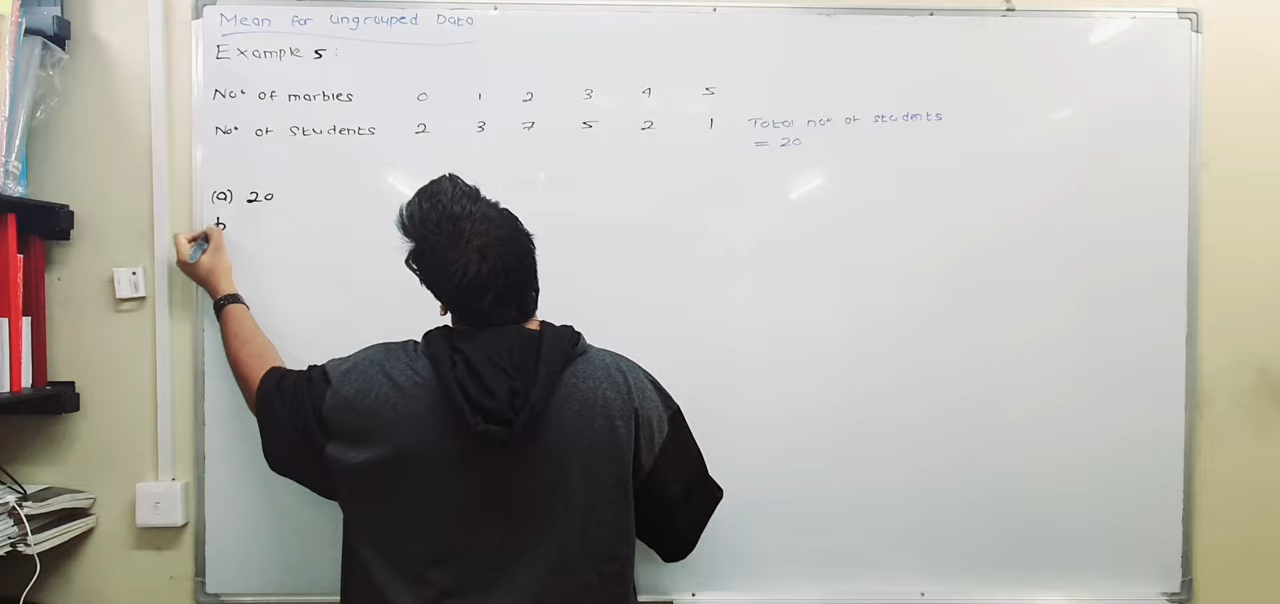 Mean for Ungrouped Data
Example 5:
No. of marbles 0 1 2 3 4 5
No. of Students 2 3 7 5 2 1 Total no. of students
= 20
(a) 20
b